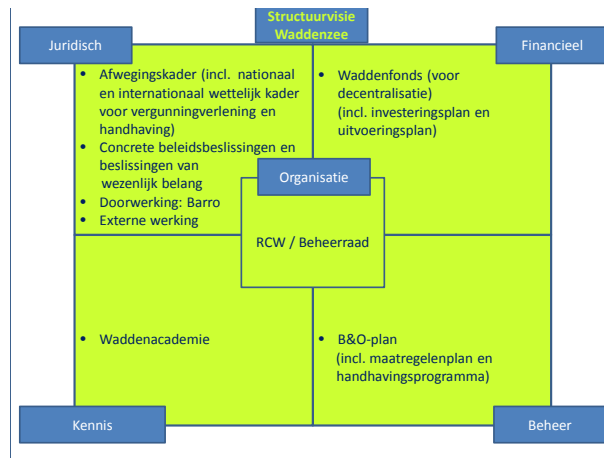 Structuurvisie
Waddenzee
Juridisch
Financieel
• Afwegingskader (incl. nationaal
en internationaal wettelijk kader
voor vergunningverlening en
handhaving)
• Concrete beleidsbeslissingen en
beslissingen van
wezenlijk belang
• Doorwerking: Barro
• Externe werking
• Waddenfonds (voor
decentralisatie)
(incl. investeringsplan en
uitvoeringsplan)
Organisatie
RCW / Beheerraad
• Waddenacademie
• B&O-plan
(incl. maatregelenplan en
handhavingsprogramma)
Kennis
Beheer